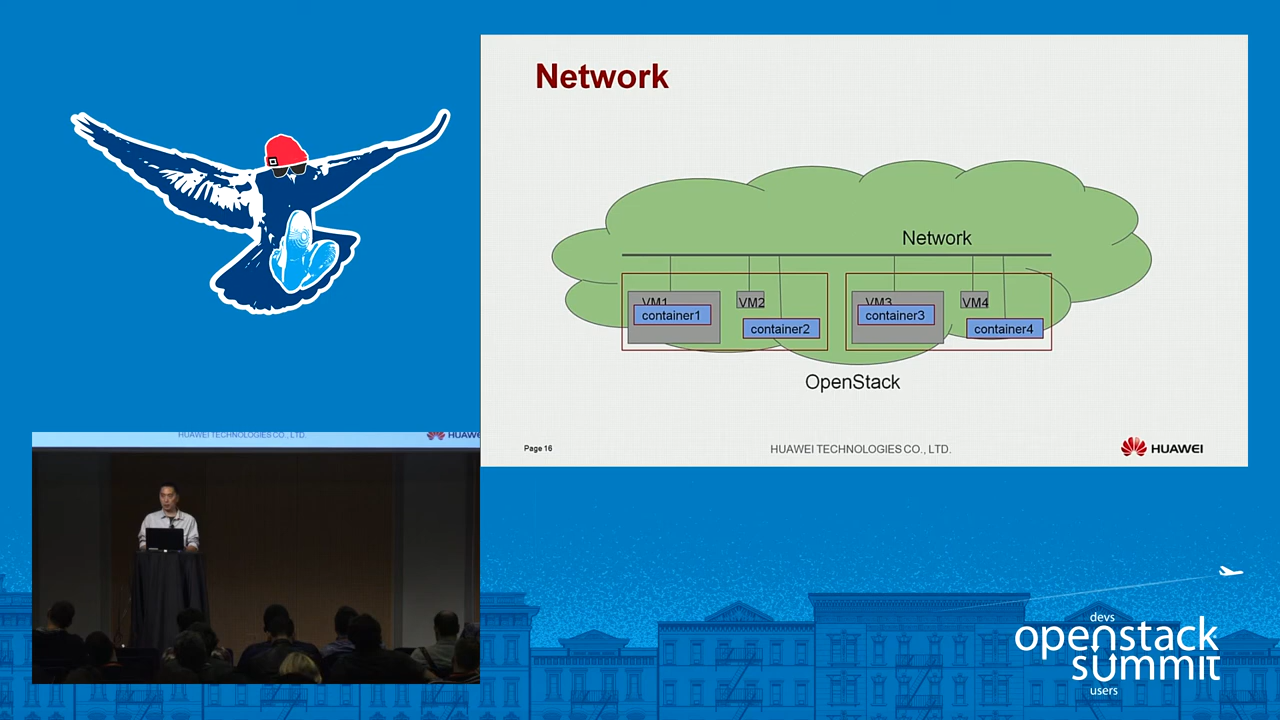 Network
Network
VM1
container1
VM2
container2
VM3
container3
VM4
container4
OpenStack
Page 16
HUAWEI TECHNOLOGIES CO., LTD.
HUAWEI
HUAWEI TECHNOLOGIES CO., LTD.
HUAW
devs
openstack
summit
users